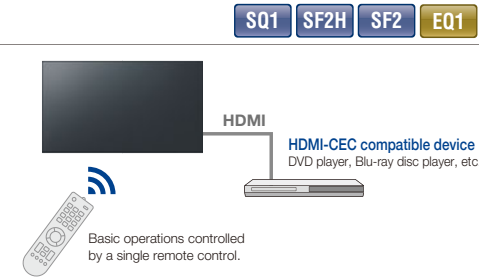 SQ1 SF2H SF2 EQ1
HDMI
HDMI-CEC compatible device
DVD player, Blu-ray disc player, etc
Basic operations controlled
by a single remote control.